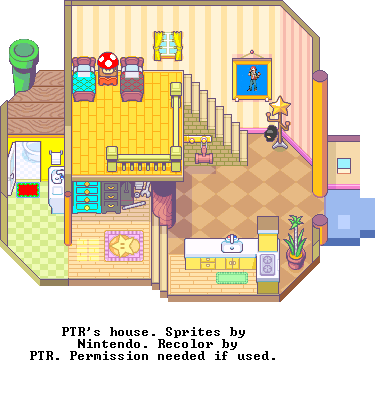 PTR's house. Sprites by
Nintendo. Recolor by
PTR. Permission needed if used.